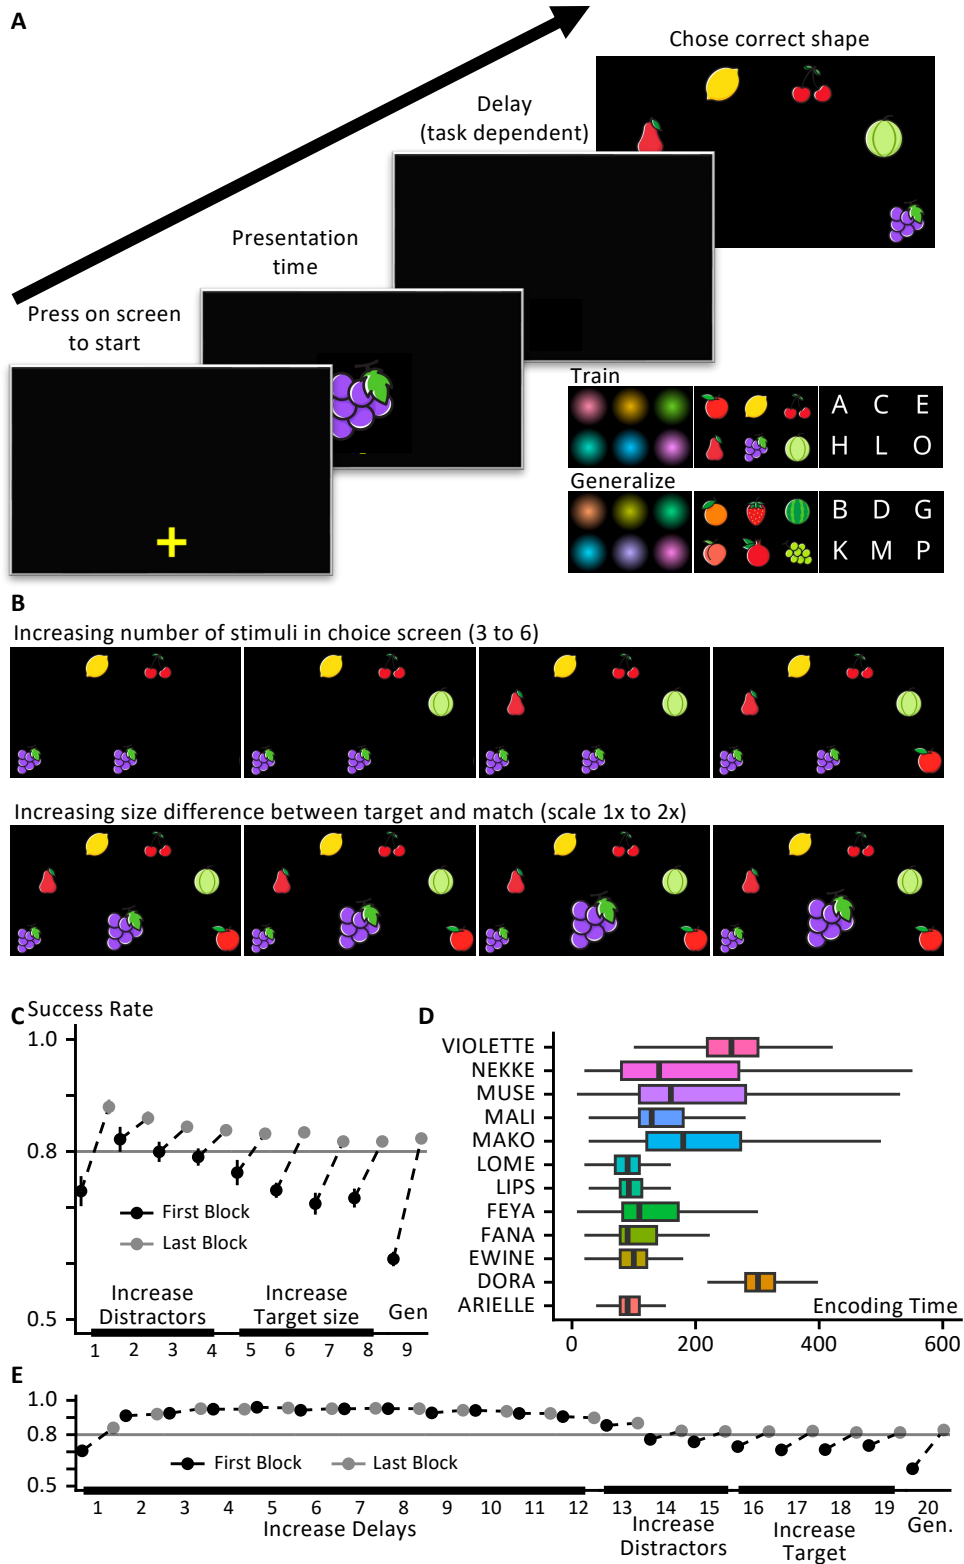 A
Chose correct shape
Delay
(task dependent)
Presentation
time
Press on screen
to start
Train
A C E
H L O
Generalize
B D G
K M P
B
Increasing number of stimuli in choice screen (3 to 6)
Increasing size difference between target and match (scale 1x to 2x)
C Success Rate
1.0
0.8
0.5
First Block
Last Block
Increase
Distractors
Increase
Target size
Gen
1 2 3 4 5 6 7 8 9
D
VIOLETTE
NEKKE
MUSE
MALI
MAKO
LOME
LIPS
FEYA
FANA
EWINE
DORA
ARIELLE
Encoding Time
0 200 400 600
E
1.0
0.8
0.5
First Block Last Block
1 2 3 4 5 6 7 8 9 10 11 12 13 14 15 16 17 18 19 20
Increase Delays
Increase
Distractors
Increase
Target
Gen.